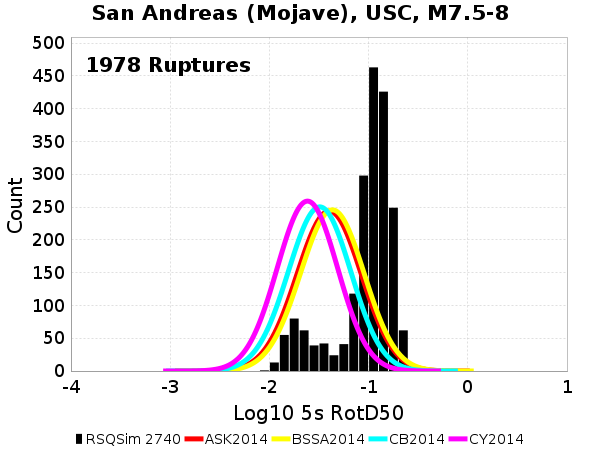 San Andreas (Mojave), USC, M7.5-8
1978 Ruptures
Count
500
450
400
350
300
250
200
150
100
50
0
-4 -3 -2 -1 0 1
Log10 5s RotD50
RSQSim 2740 ASK2014 BSSA2014 CB2014 CY2014